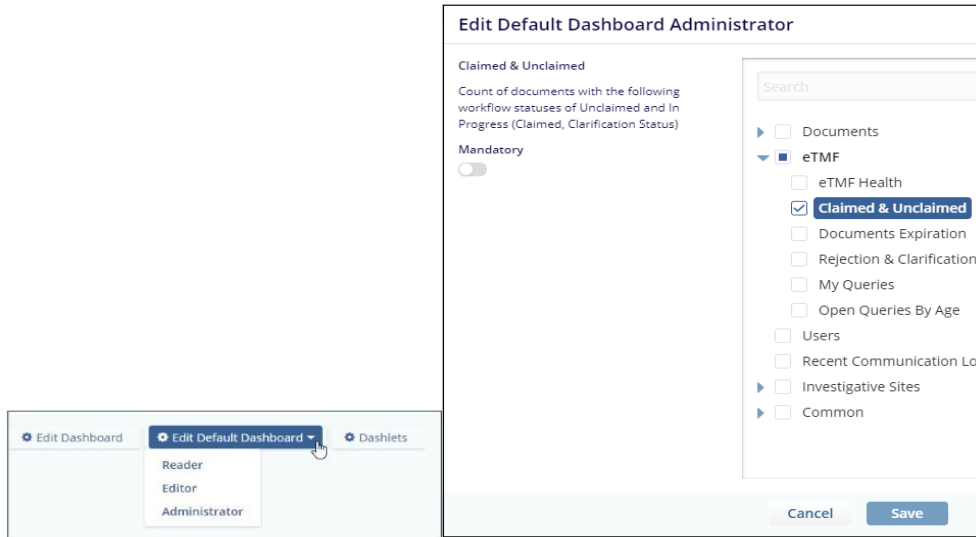 Edit Default Dashboard Administrator
Claimed & Unclaimed
Count of documents with the following
workflow statuses of Unclaimed and In
Progress (Claimed, Clarification Status)
Mandatory
Search
Documents
eTMF
eTMF Health
Claimed & Unclaimed
Documents Expiration
Rejection & Clarification
My Queries
Open Queries By Age
Users
Recent Communication Lo
Investigative Sites
Common
Cancel
Save
Edit Dashboard
Edit Default Dashboard
Dashlets
Reader
Editor
Administrator